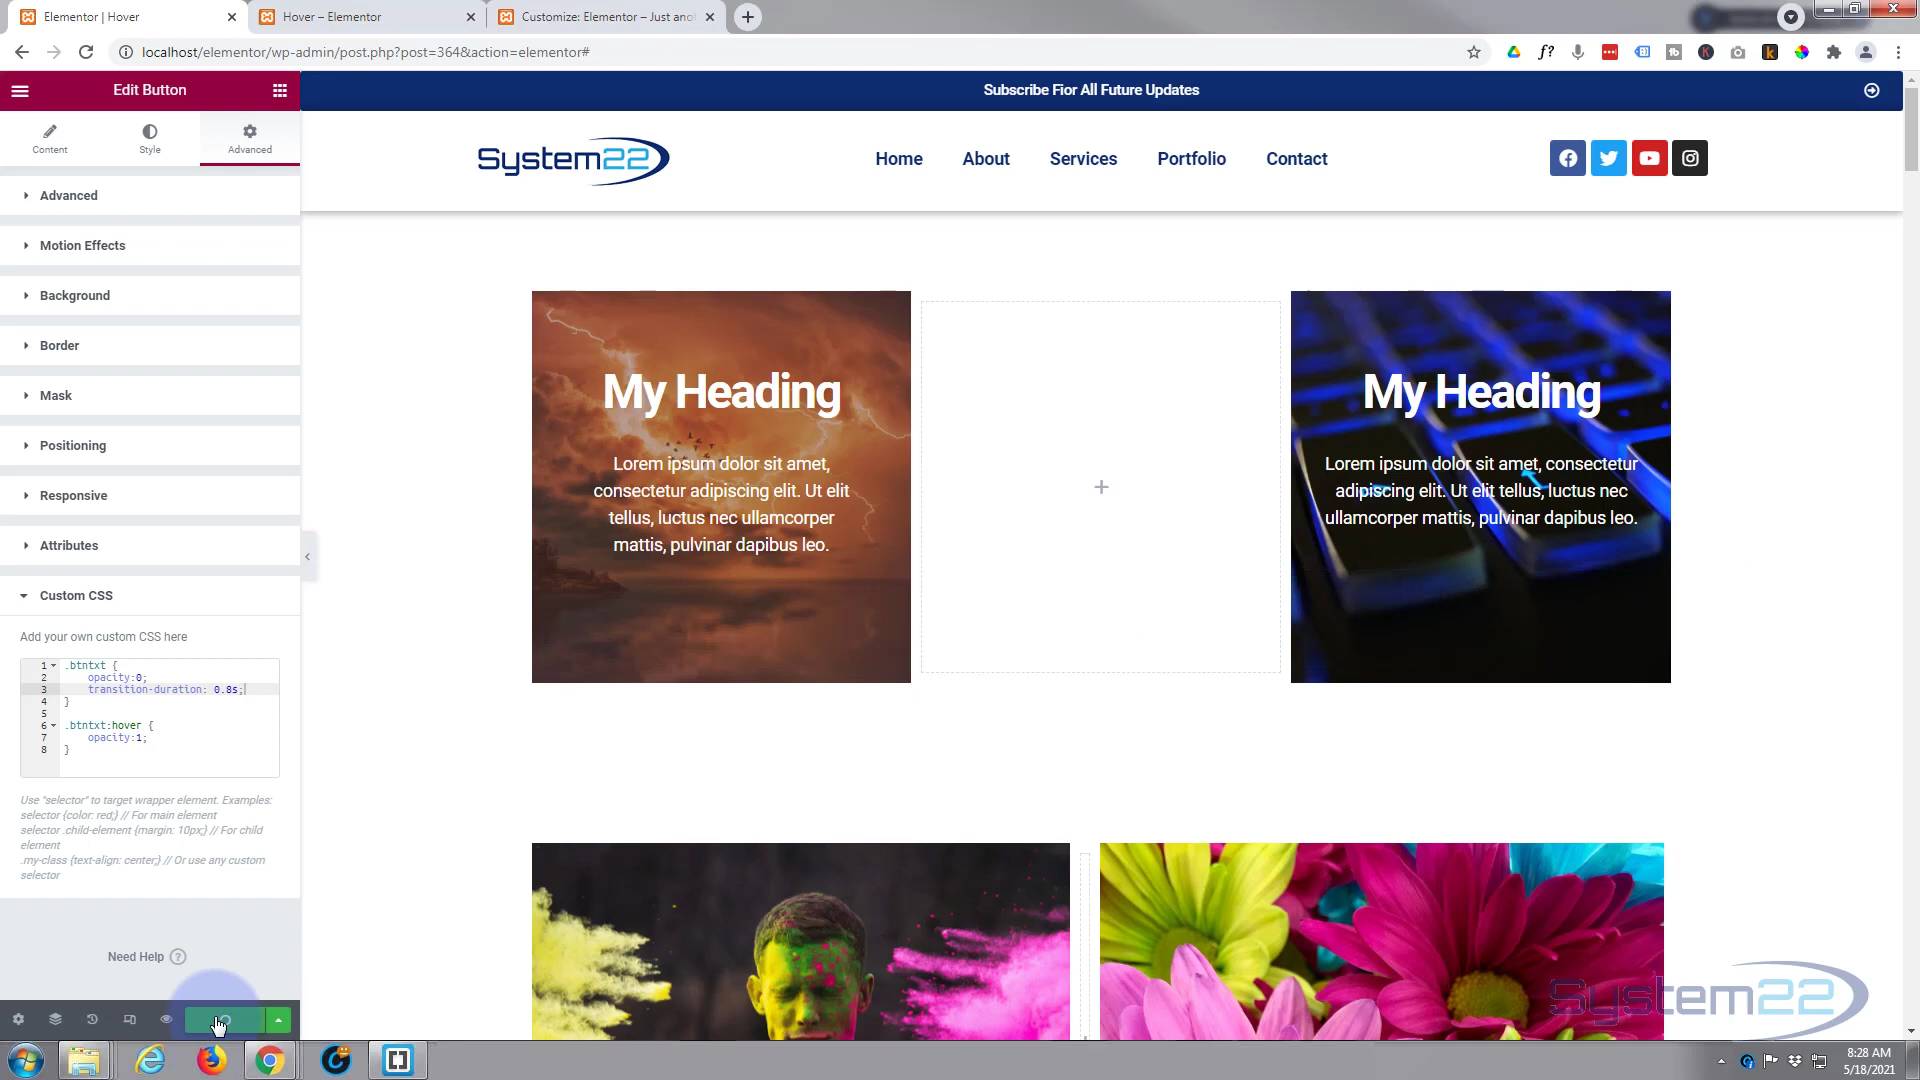 Elementor | Hover
Hover – Elementor
Customize: Elementor – Just ano
localhost/elementor/wp-admin/post.php?post=364&action=elementor#
Edit Button
Content
Style
Advanced
Advanced
Motion Effects
Background
Border
Mask
Positioning
Responsive
Attributes
Custom CSS
Add your own custom CSS here
1 .btntxt {
2 opacity:0;
3 transition-duration: 0.8s;
4 }
5
6 .btntxt:hover {
7 opacity:1;
8 }
Use "selector" to target wrapper element. Examples:
selector {color: red;} // For main element
selector .child-element {margin: 10px;} // For child
element
.my-class {text-align: center;} // Or use any custom
selector
Need Help ?
Subscribe Fior All Future Updates
System22
Home About Services Portfolio Contact
My Heading
Lorem ipsum dolor sit amet,
consectetur adipiscing elit. Ut elit
tellus, luctus nec ullamcorper
mattis, pulvinar dapibus leo.
+
My Heading
Lorem ipsum dolor sit amet, consectetur
adipiscing elit. Ut elit tellus, luctus nec
ullamcorper mattis, pulvinar dapibus leo.
System22
8:28 AM
5/18/2021